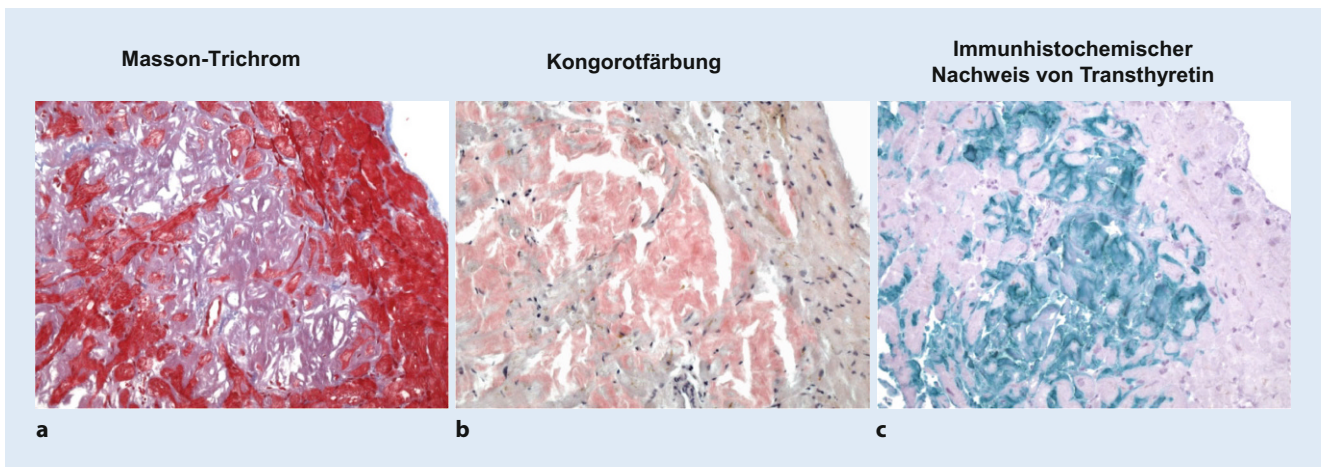 Masson-Trichrom
Kongorotfärbung
Immunhistochemischer
Nachweis von Transthyretin
a
b
c